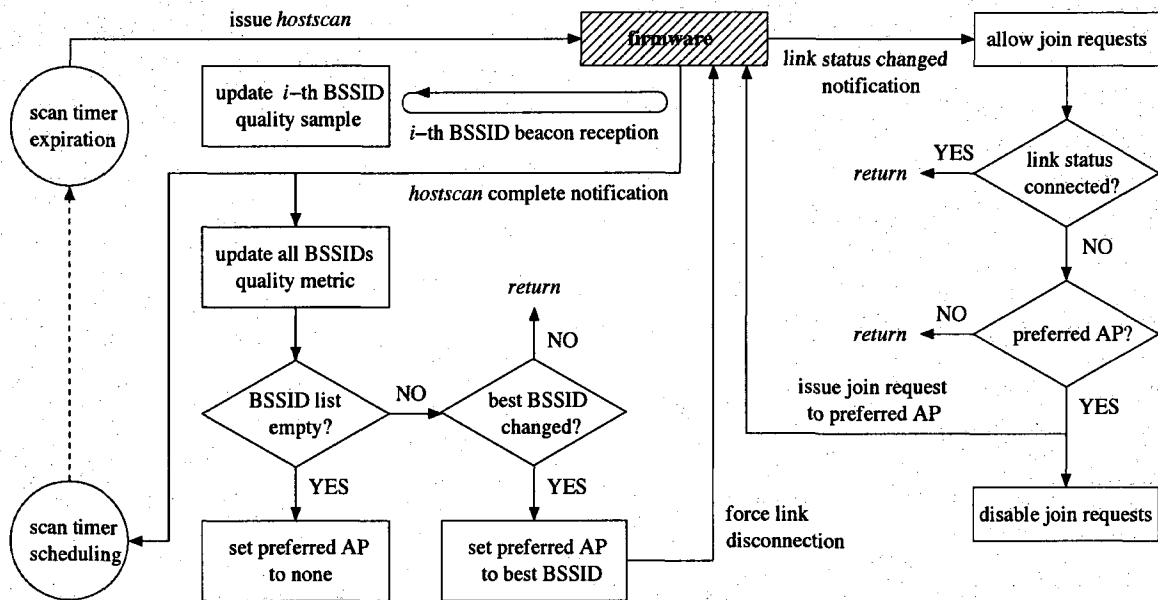 issue hostscan
firmware
allow join requests
link status changed
notification
scan timer
expiration
update i–th BSSID
quality sample
i–th BSSID beacon reception
YES
return
link status
connected?
hostscan complete notification
NO
update all BSSIDs
quality metric
return
NO
NO
return
preferred AP?
issue join request
to preferred AP
YES
BSSID list
empty?
NO
best BSSID
changed?
YES
YES
scan timer
scheduling
set preferred AP
to none
set preferred AP
to best BSSID
force link
disconnection
disable join requests